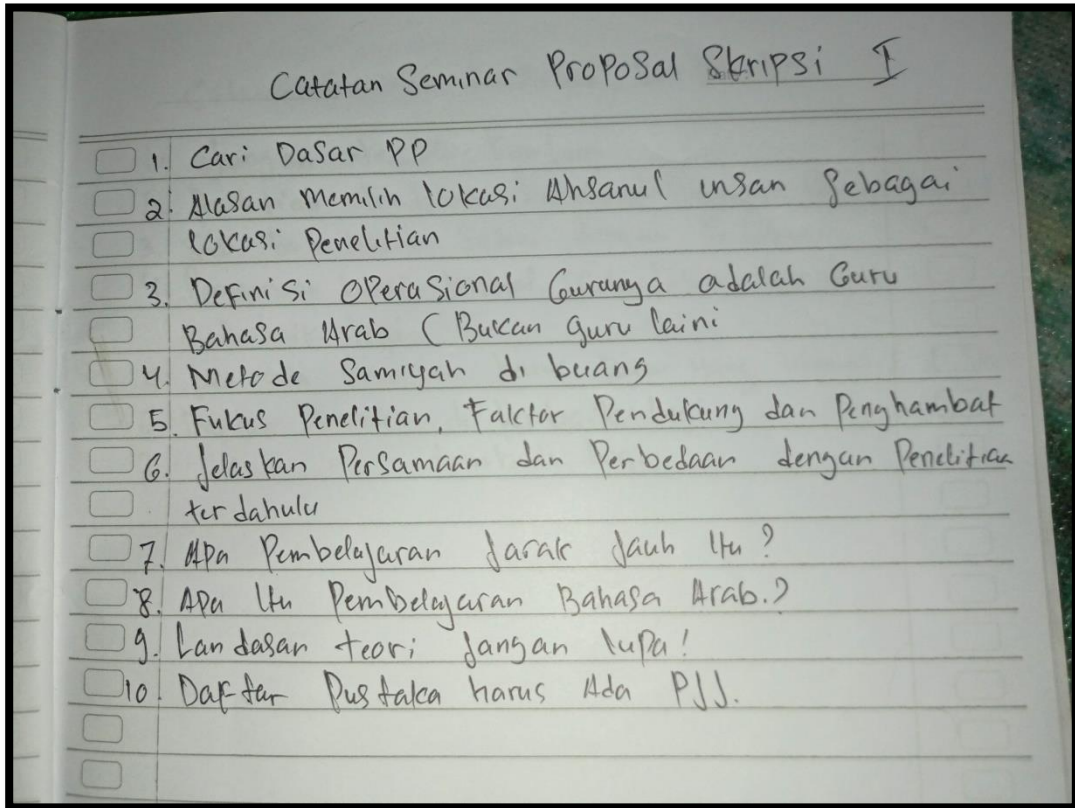 Catatan Seminar Proposal Skripsi I
1. Cari Dasar PP
2. Alasan memilih lokasi Ahsanul insan Sebagai
lokasi Penelitian
3. Definisi Operasional Gurunya adalah Guru
Bahasa Arab (Bukan guru laini
4. Metode Samiyah di buang
5. Fukus Penelitian, Faktor Pendukung dan Penghambat
6. Jelaskan Persamaan dan Perbedaan dengan Penelitian
ter dahulu
7. Apa Pembelajaran Jarak Jauh Itu?
8. Apa Itu Pembelajaran Bahasa Arab.?
9. Landasan teori Jangan lupa!
10. Daftar Pustaka harus Ada PJJ.